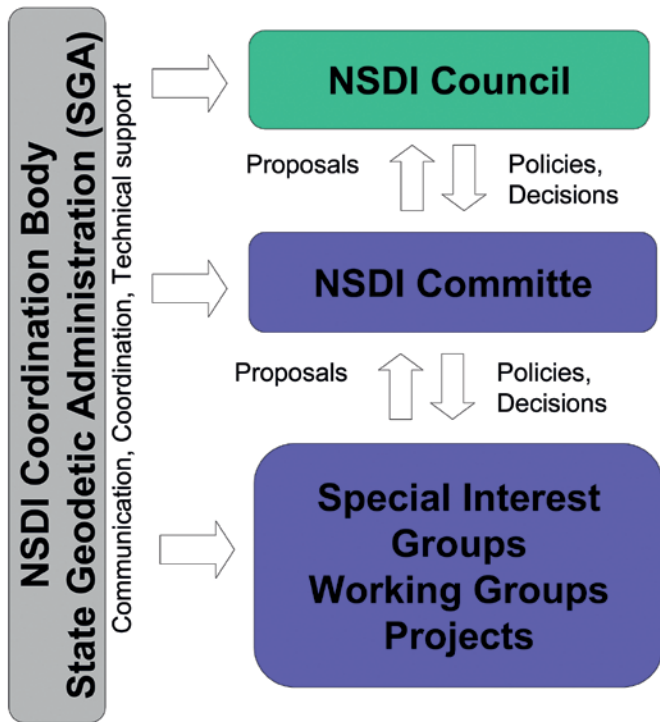 NSDI Coordination Body
State Geodetic Administration (SGA)
Communication, Coordination, Technical support
NSDI Council
Proposals
Policies,
Decisions
NSDI Committe
Proposals
Policies,
Decisions
Special Interest
Groups
Working Groups
Projects